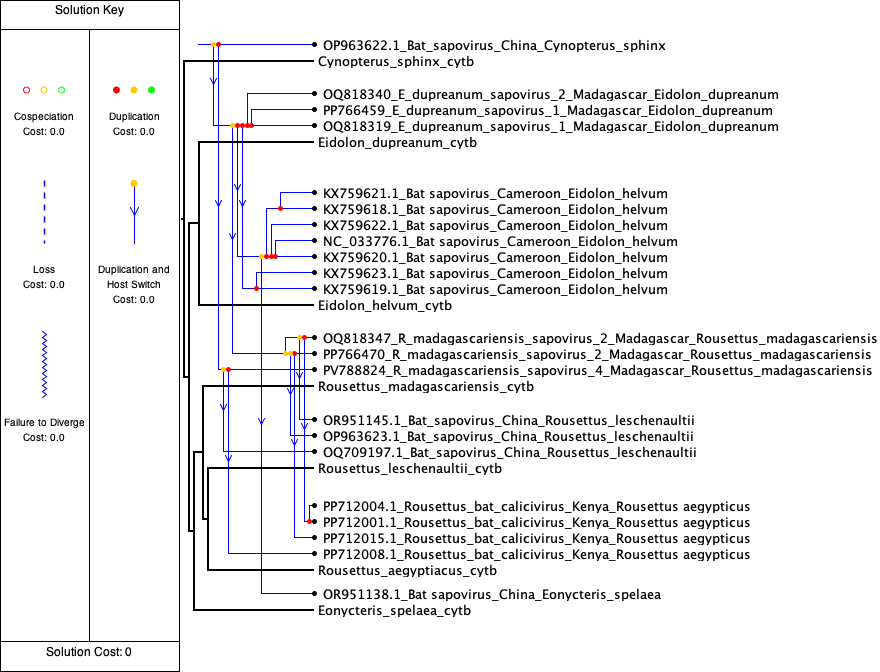 Solution Key
Cospeciation
Cost: 0.0
Duplication
Cost: 0.0
Loss
Cost: 0.0
Duplication and
Host Switch
Cost: 0.0
Failure to Diverge
Cost: 0.0
Solution Cost: 0
OP963622.1_Bat_sapovirus_China_Cynopterus_sphinx
Cynopterus_sphinx_cytb
OQ818340_E_dupreanum_sapovirus_2_Madagascar_Eidolon_dupreanum
PP766459_E_dupreanum_sapovirus_1_Madagascar_Eidolon_dupreanum
OQ818319_E_dupreanum_sapovirus_1_Madagascar_Eidolon_dupreanum
Eidolon_dupreanum_cytb
KX759621.1_Bat sapovirus_Cameroon_Eidolon_helvum
KX759618.1_Bat sapovirus_Cameroon_Eidolon_helvum
KX759622.1_Bat sapovirus_Cameroon_Eidolon_helvum
NC_033776.1_Bat sapovirus_Cameroon_Eidolon_helvum
KX759620.1_Bat sapovirus_Cameroon_Eidolon_helvum
KX759623.1_Bat sapovirus_Cameroon_Eidolon_helvum
KX759619.1_Bat sapovirus_Cameroon_Eidolon_helvum
Eidolon_helvum_cytb
OQ818347_R_madagascariensis_sapovirus_2_Madagascar_Rousettus_madagascariensis
PP766470_R_madagascariensis_sapovirus_2_Madagascar_Rousettus_madagascariensis
PV788824_R_madagascariensis_sapovirus_4_Madagascar_Rousettus_madagascariensis
Rousettus_madagascariensis_cytb
OR951145.1_Bat_sapovirus_China_Rousettus_leschenaultii
OP963623.1_Bat_sapovirus_China_Rousettus_leschenaultii
OQ709197.1_Bat_sapovirus_China_Rousettus_leschenaultii
Rousettus_leschenaultii_cytb
PP712004.1_Rousettus_bat_calicivirus_Kenya_Rousettus aegypticus
PP712001.1_Rousettus_bat_calicivirus_Kenya_Rousettus aegypticus
PP712015.1_Rousettus_bat_calicivirus_Kenya_Rousettus aegypticus
PP712008.1_Rousettus_bat_calicivirus_Kenya_Rousettus aegypticus
Rousettus_aegyptiacus_cytb
OR951138.1_Bat sapovirus_China_Eonycteris_spelaea
Eonycteris_spelaea_cytb